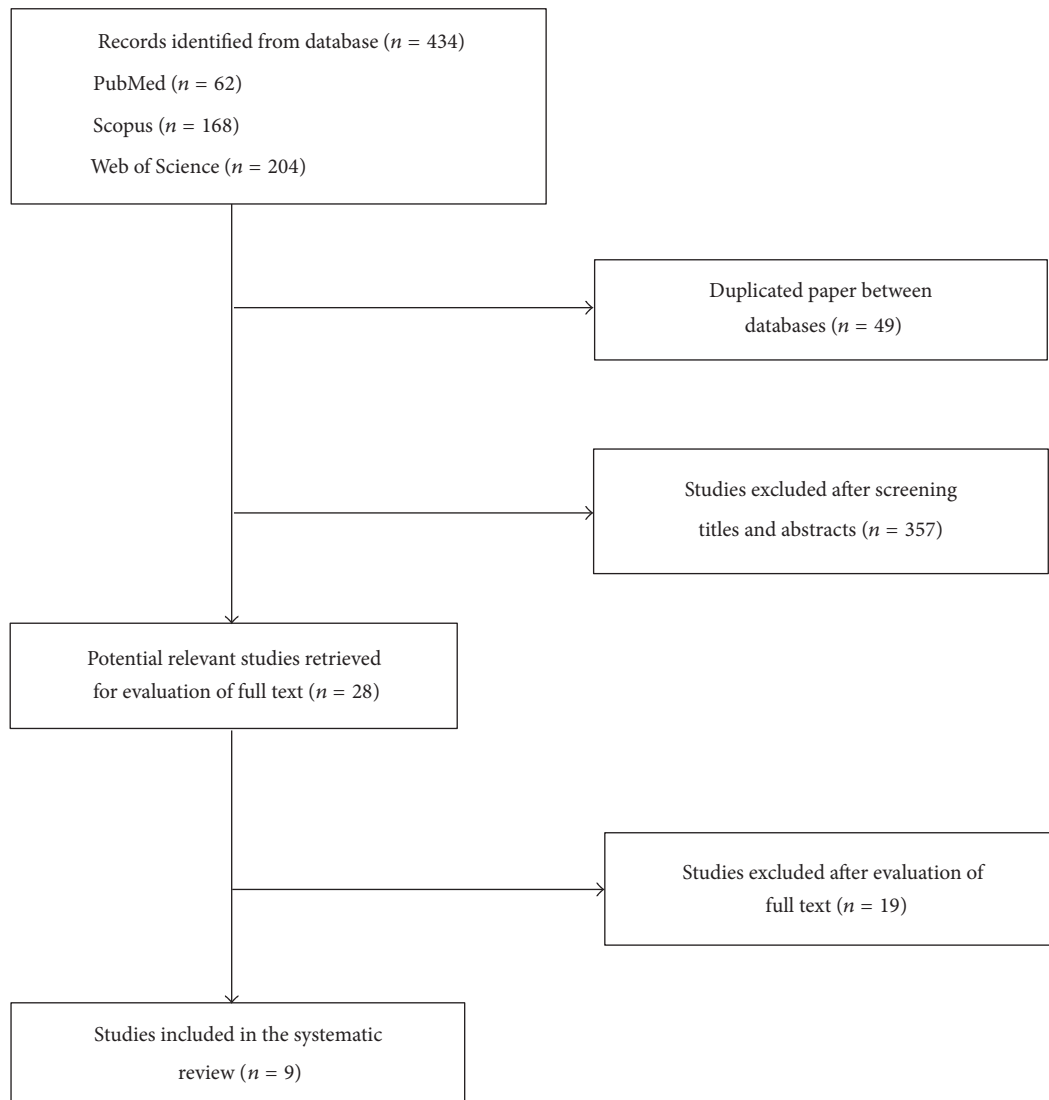 Records identified from database (n = 434)
PubMed (n = 62)
Scopus (n = 168)
Web of Science (n = 204)
Duplicated paper between
databases (n = 49)
Studies excluded after screening
titles and abstracts (n = 357)
Potential relevant studies retrieved
for evaluation of full text (n = 28)
Studies excluded after evaluation of
full text (n = 19)
Studies included in the systematic
review (n = 9)